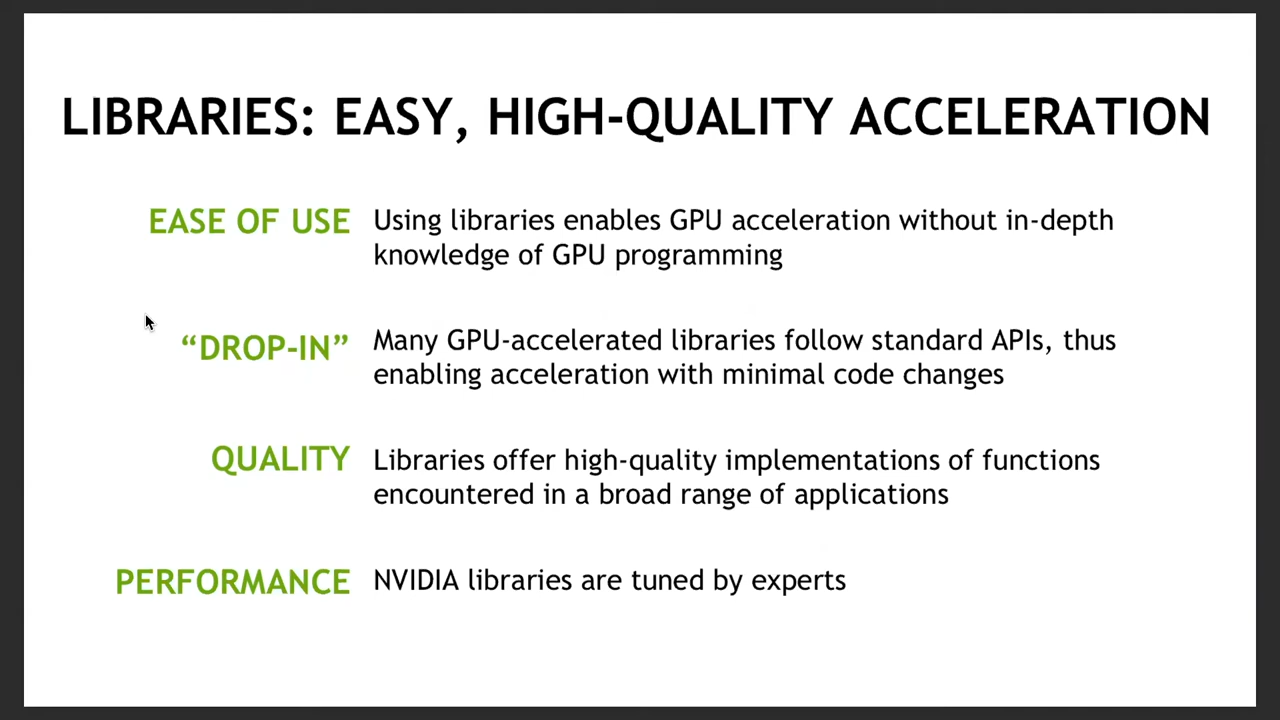 LIBRARIES: EASY, HIGH-QUALITY ACCELERATION
EASE OF USE
Using libraries enables GPU acceleration without in-depth
knowledge of GPU programming
“DROP-IN”
Many GPU-accelerated libraries follow standard APIs, thus
enabling acceleration with minimal code changes
QUALITY
Libraries offer high-quality implementations of functions
encountered in a broad range of applications
PERFORMANCE
NVIDIA libraries are tuned by experts